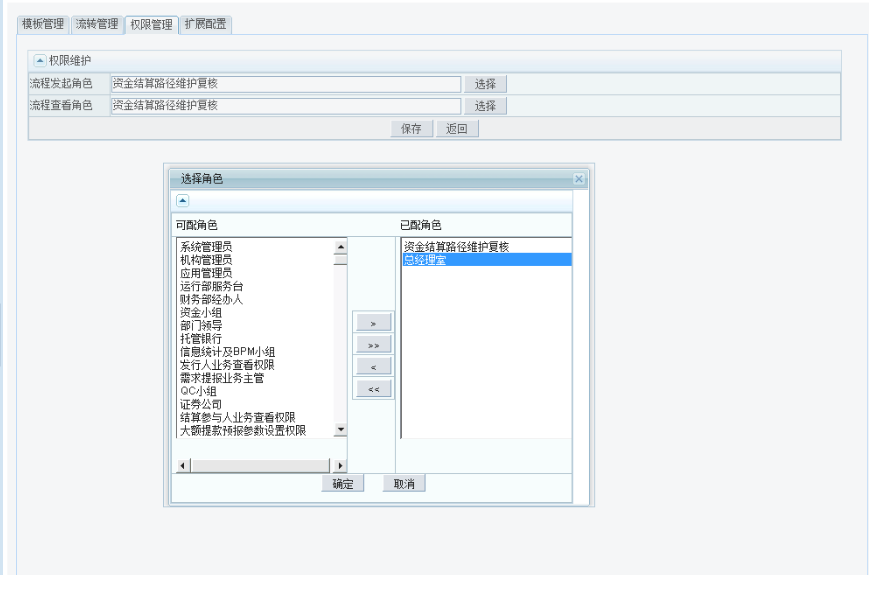 模板管理 流转管理 权限管理 扩展配置
权限维护
流程发起角色 资金结算路径维护复核 选择
流程查看角色 资金结算路径维护复核 选择
保存 返回
选择角色
可配角色 已配角色
系统管理员 资金结算路径维护复核
机构管理员 总经理室
应用管理员
运行部服务台
财务部经办人
资金小组
部门领导
托管银行
信息统计及BPM小组
发行人业务查看权限
需求提报业务主管
QC小组
证券公司
结算参与人业务查看权限
大额提款预报参数设置权限
>
>>
<
<<
确定 取消